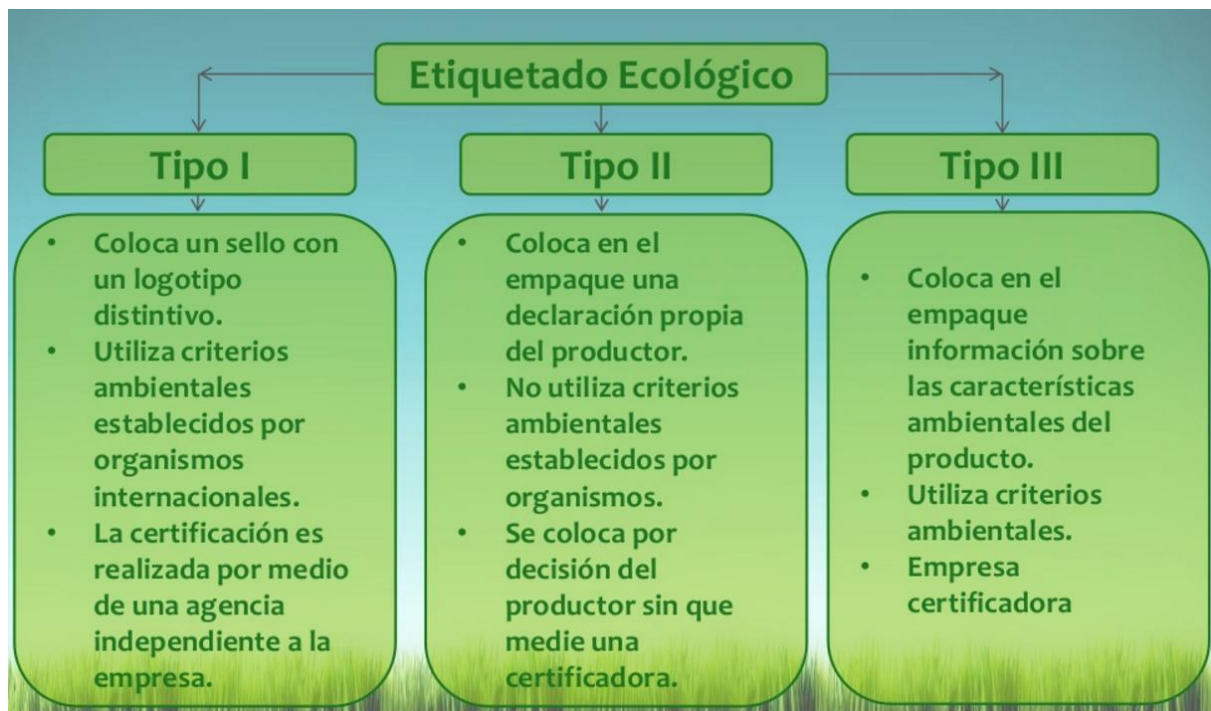 Etiquetado Ecológico
Tipo I
• Coloca un sello con
un logotipo
distintivo.
• Utiliza criterios
ambientales
establecidos por
organismos
internacionales.
• La certificación es
realizada por medio
de una agencia
independiente a la
empresa.
Tipo II
• Coloca en el
empaque una
declaración propia
del productor.
• No utiliza criterios
ambientales
establecidos por
organismos.
• Se coloca por
decisión del
productor sin que
medie una
certificadora.
Tipo III
• Coloca en el
empaque
información sobre
las características
ambientales del
producto.
• Utiliza criterios
ambientales.
• Empresa
certificadora